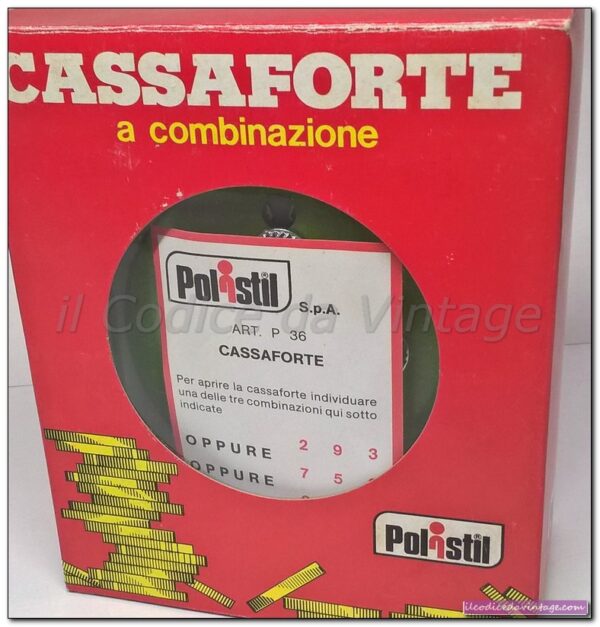 CASSAFORTE
a combinazione
Polistil S.p.A.
ART. P 36
CASSAFORTE
Per aprire la cassaforte individuare
una delle tre combinazioni qui sotto
indicate
OPPURE 2 9 3
OPPURE 7 5
il Codice da Vintage
Polistil
ilcodicedavintage.com